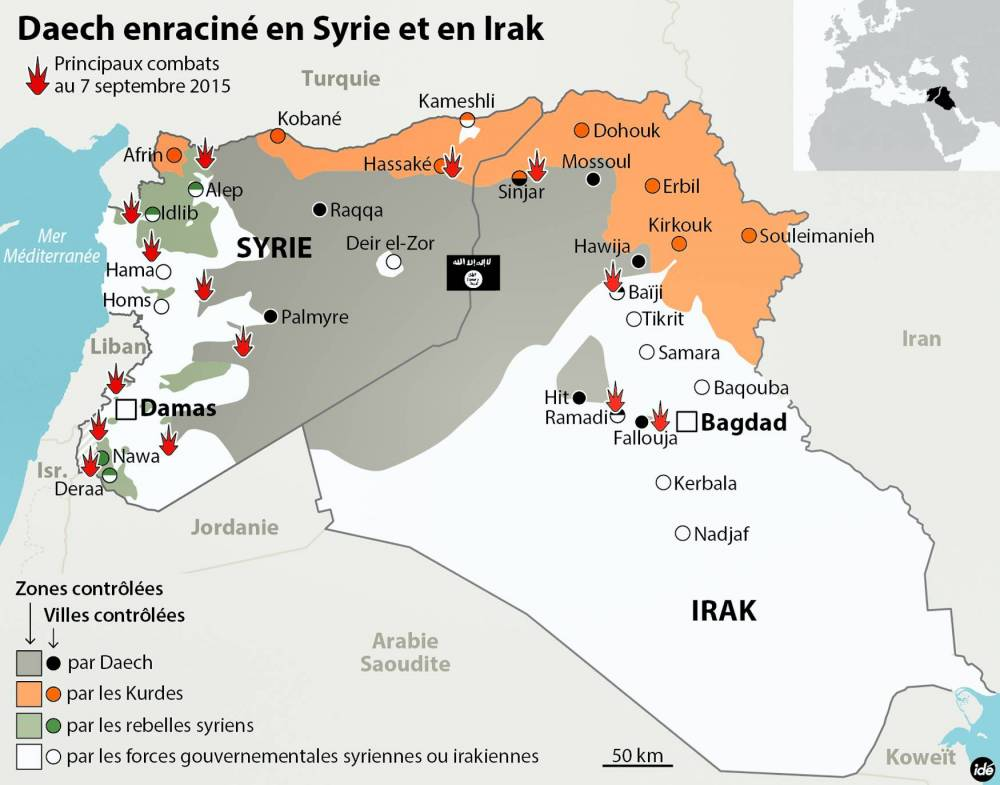 Daech enraciné en Syrie et en Irak
Principaux combats
au 7 septembre 2015
Turquie
Kameshli
Kobané
Dohouk
Afrin
Hassaké
Mossoul
Sinjar
Erbil
Alep
Idlib
Raqqa
Kirkouk
Mer
Méditerranée
SYRIE
Deir el-Zor
Souleimanieh
Hawija
Hama
Homs
Baïji
Palmyre
Tikrit
Liban
Iran
Samara
Baqouba
Hit
Damas
Ramadi
Bagdad
Fallouja
Nawa
Isr.
Deraa
Kerbala
Jordanie
Nadjaf
Zones contrôlées
Villes contrôlées
IRAK
Arabie
Saoudite
par Daech
par les Kurdes
par les rebelles syriens
par les forces gouvernementales syriennes ou irakiennes
50 km
Koweït
idé